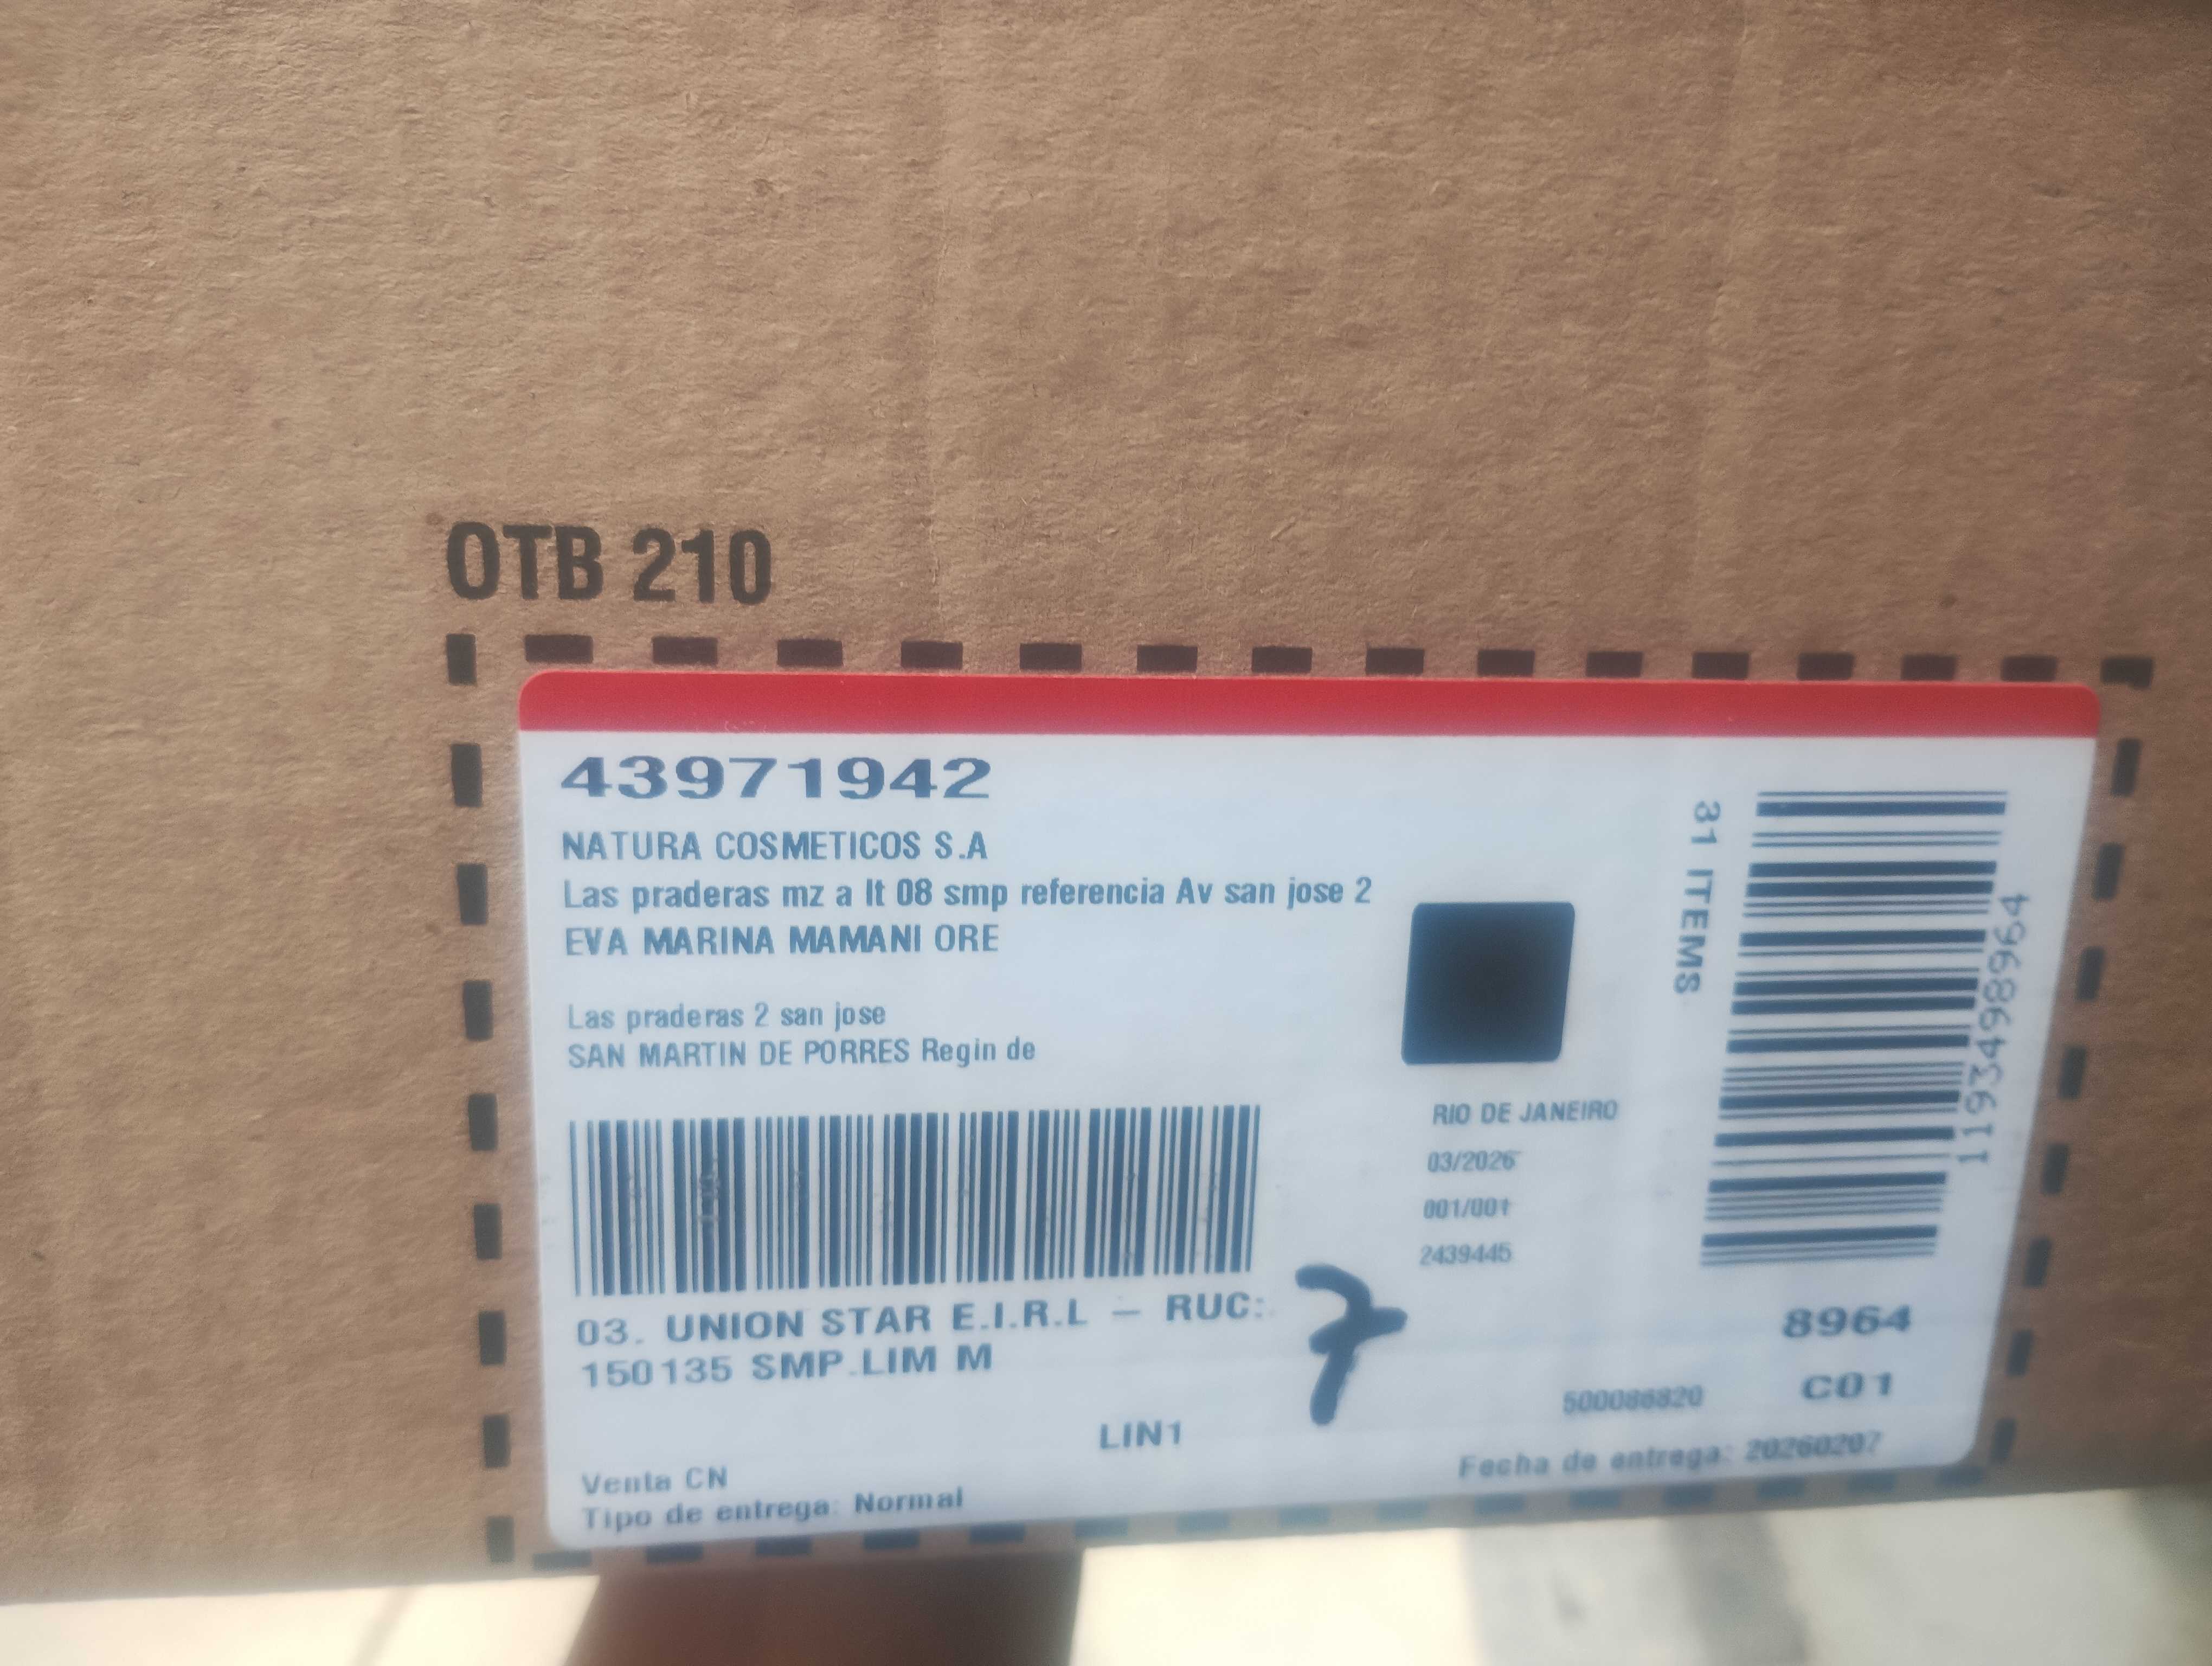 OTB 210
43971942
NATURA COSMETICOS S.A
Las praderas mz a lt 08 smp referencia Av san jose 2
EVA MARINA MAMANI ORE
Las praderas 2 san jose
SAN MARTIN DE PORRES Regin de
31 ITEMS
1193498964
RIO DE JANEIRO
03/2026
001/001
2439445
03. UNION STAR E.I.R.L – RUC:
150135 SMP.LIM M
7
8964
C01
500086820
LIN1
Venta CN
Tipo de entrega: Normal
Fecha de entrega: 20260207